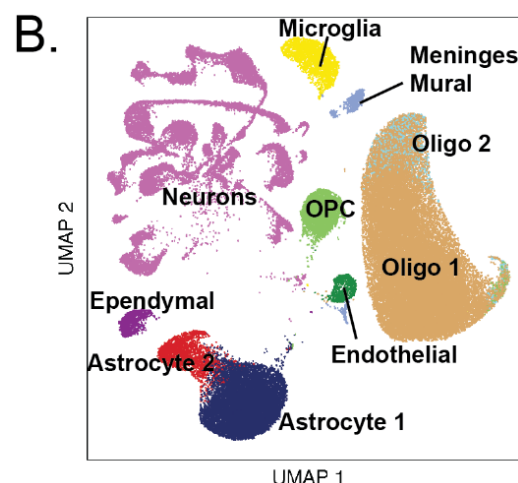 B.
Microglia
Meninges
Mural
Oligo 2
Neurons
OPC
Oligo 1
Ependymal
Endothelial
Astrocyte 2
Astrocyte 1
UMAP 2
UMAP 1